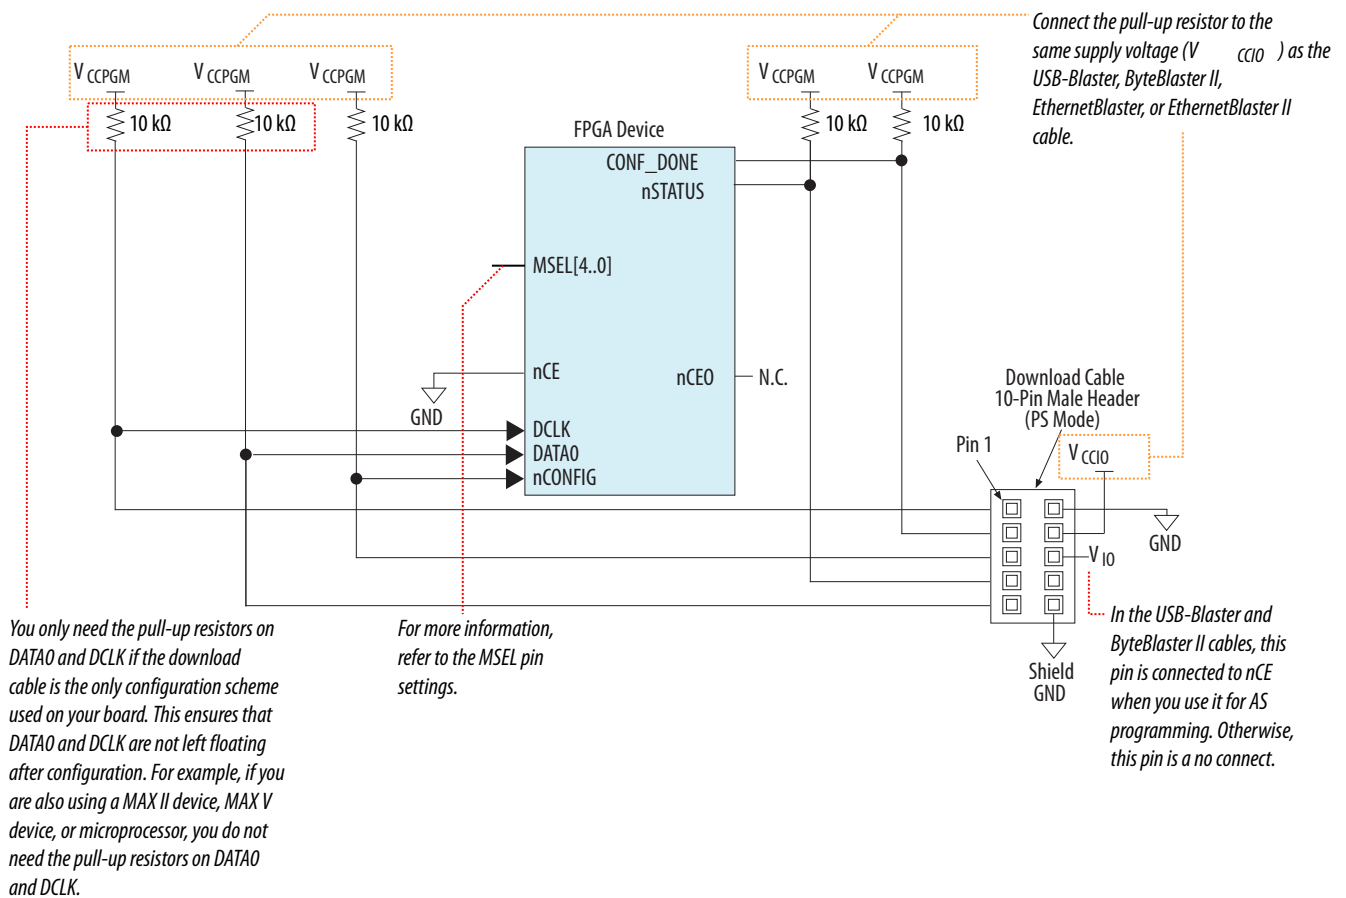 Connect the pull-up resistor to the
same supply voltage (V CCIO ) as the
USB-Blaster, ByteBlaster II,
EthernetBlaster, or EthernetBlaster II
cable.
V CCPGM
V CCPGM
V CCPGM
V CCPGM
V CCPGM
10 kΩ
10 kΩ
10 kΩ
10 kΩ
10 kΩ
FPGA Device
CONF_DONE
nSTATUS
MSEL[4..0]
nCE
nCEO
N.C.
GND
DCLK
DATA0
nCONFIG
Download Cable
10-Pin Male Header
(PS Mode)
Pin 1
V CCIO
GND
V IO
Shield
GND
You only need the pull-up resistors on
DATA0 and DCLK if the download
cable is the only configuration scheme
used on your board. This ensures that
DATA0 and DCLK are not left floating
after configuration. For example, if you
are also using a MAX II device, MAX V
device, or microprocessor, you do not
need the pull-up resistors on DATA0
and DCLK.
For more information,
refer to the MSEL pin
settings.
In the USB-Blaster and
ByteBlaster II cables, this
pin is connected to nCE
when you use it for AS
programming. Otherwise,
this pin is a no connect.